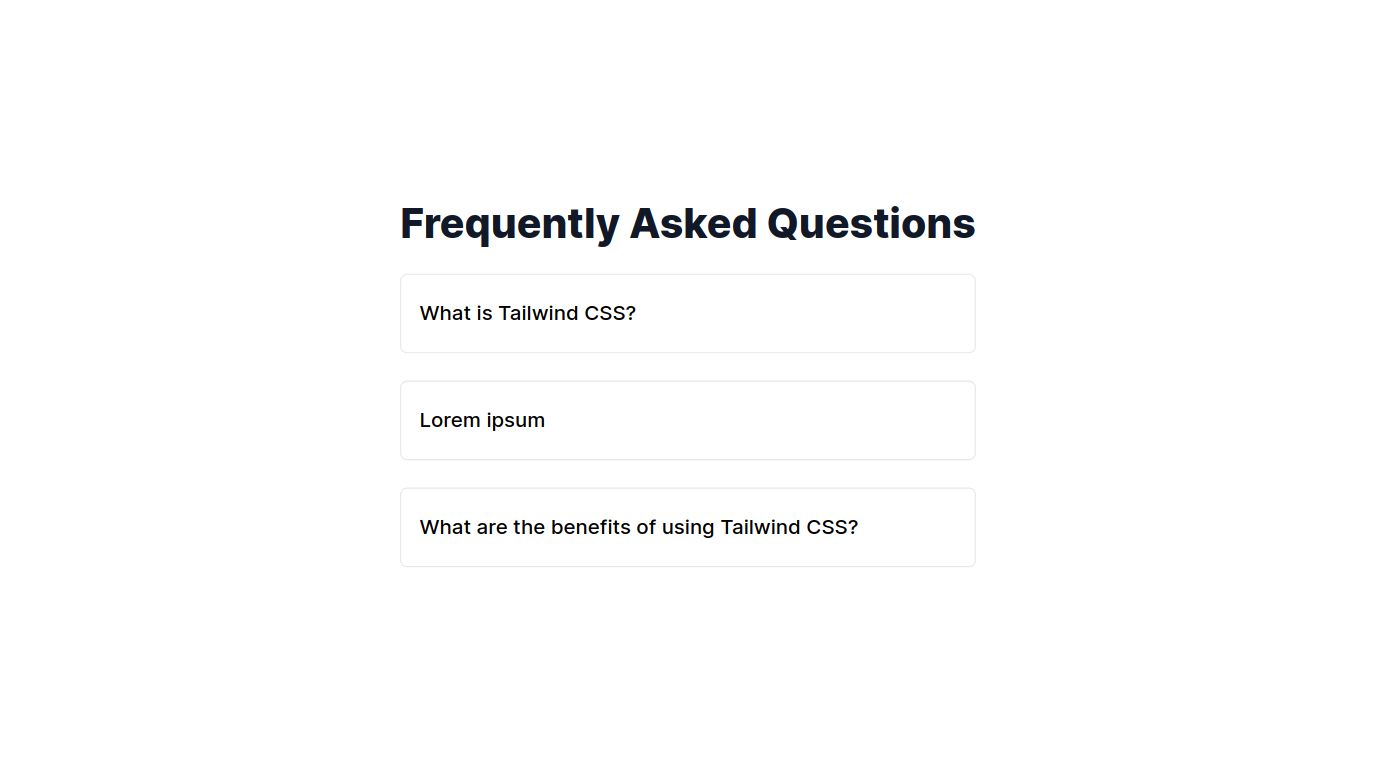 Frequently Asked Questions
What is Tailwind CSS?
Lorem ipsum
What are the benefits of using Tailwind CSS?